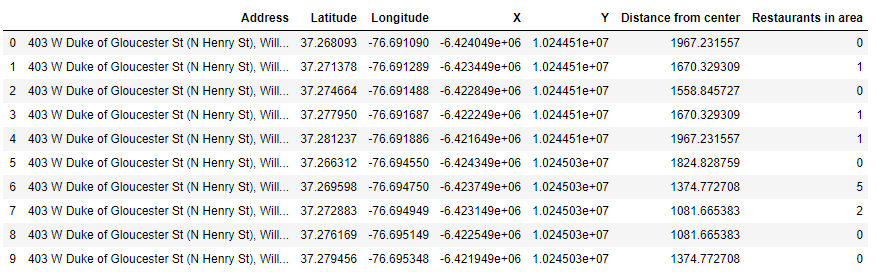 Address Latitude Longitude X Y Distance from center Restaurants in area
0 403 W Duke of Gloucester St (N Henry St), Will... 37.268093 -76.691090 -6.424049e+06 1.024451e+07 1967.231557 0
1 403 W Duke of Gloucester St (N Henry St), Will... 37.271378 -76.691289 -6.423449e+06 1.024451e+07 1670.329309 1
2 403 W Duke of Gloucester St (N Henry St), Will... 37.274664 -76.691488 -6.422849e+06 1.024451e+07 1558.845727 0
3 403 W Duke of Gloucester St (N Henry St), Will... 37.277950 -76.691687 -6.422249e+06 1.024451e+07 1670.329309 1
4 403 W Duke of Gloucester St (N Henry St), Will... 37.281237 -76.691886 -6.421649e+06 1.024451e+07 1967.231557 1
5 403 W Duke of Gloucester St (N Henry St), Will... 37.266312 -76.694550 -6.424349e+06 1.024503e+07 1824.828759 0
6 403 W Duke of Gloucester St (N Henry St), Will... 37.269598 -76.694750 -6.423749e+06 1.024503e+07 1374.772708 5
7 403 W Duke of Gloucester St (N Henry St), Will... 37.272883 -76.694949 -6.423149e+06 1.024503e+07 1081.665383 2
8 403 W Duke of Gloucester St (N Henry St), Will... 37.276169 -76.695149 -6.422549e+06 1.024503e+07 1081.665383 0
9 403 W Duke of Gloucester St (N Henry St), Will... 37.279456 -76.695348 -6.421949e+06 1.024503e+07 1374.772708 0